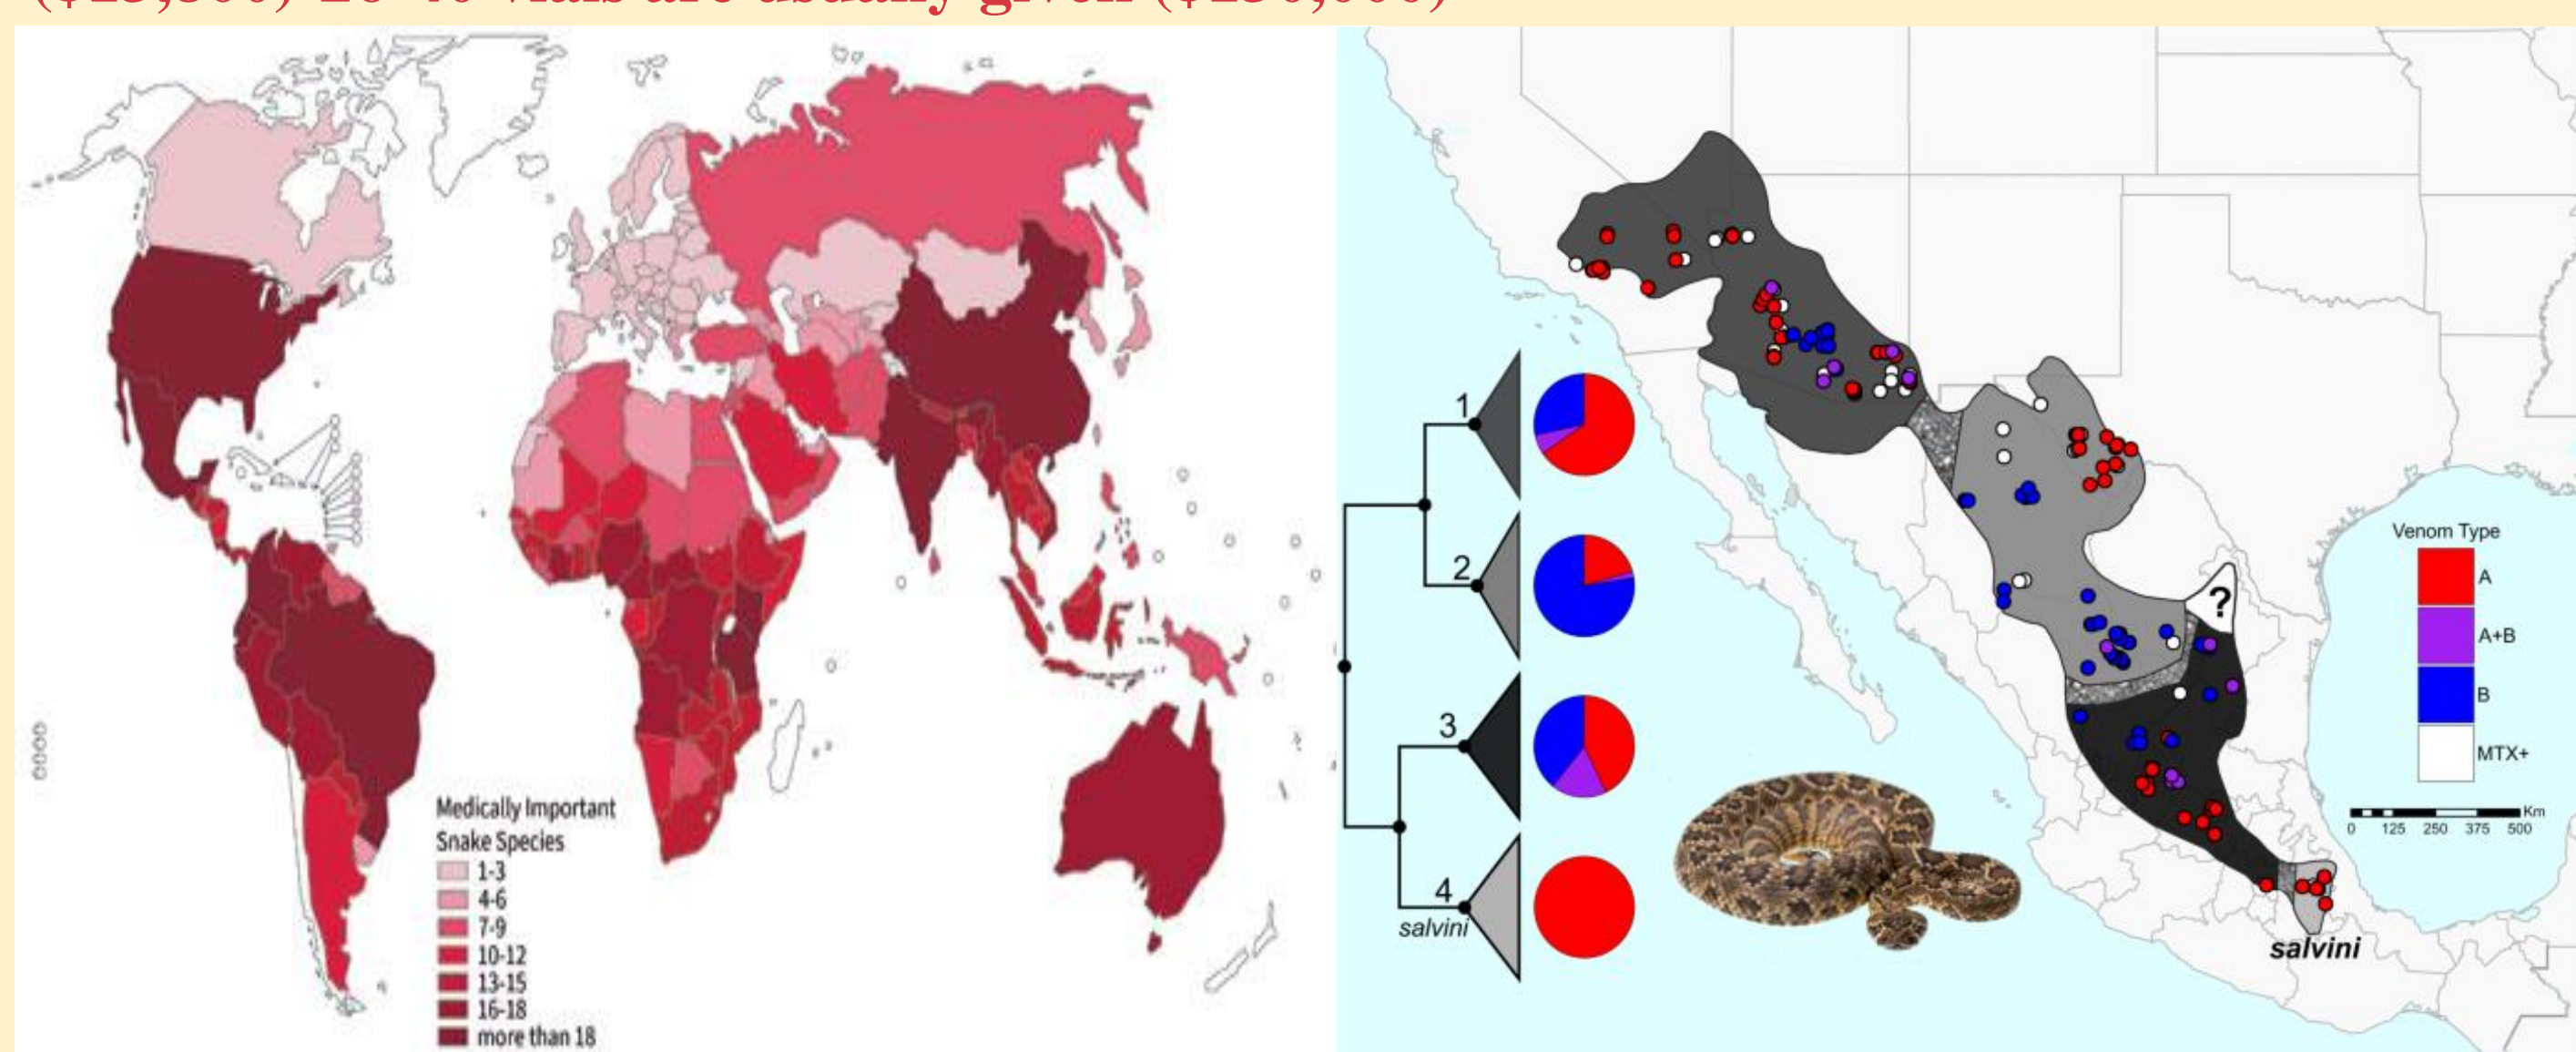 Medically Important
Snake Species
1-3
4-6
7-9
10-12
13-15
16-18
more than 18
1
2
3
4
salvini
?
Venom Type
A
A+B
B
MTX+
Km
0 125 250 375 500
salvini